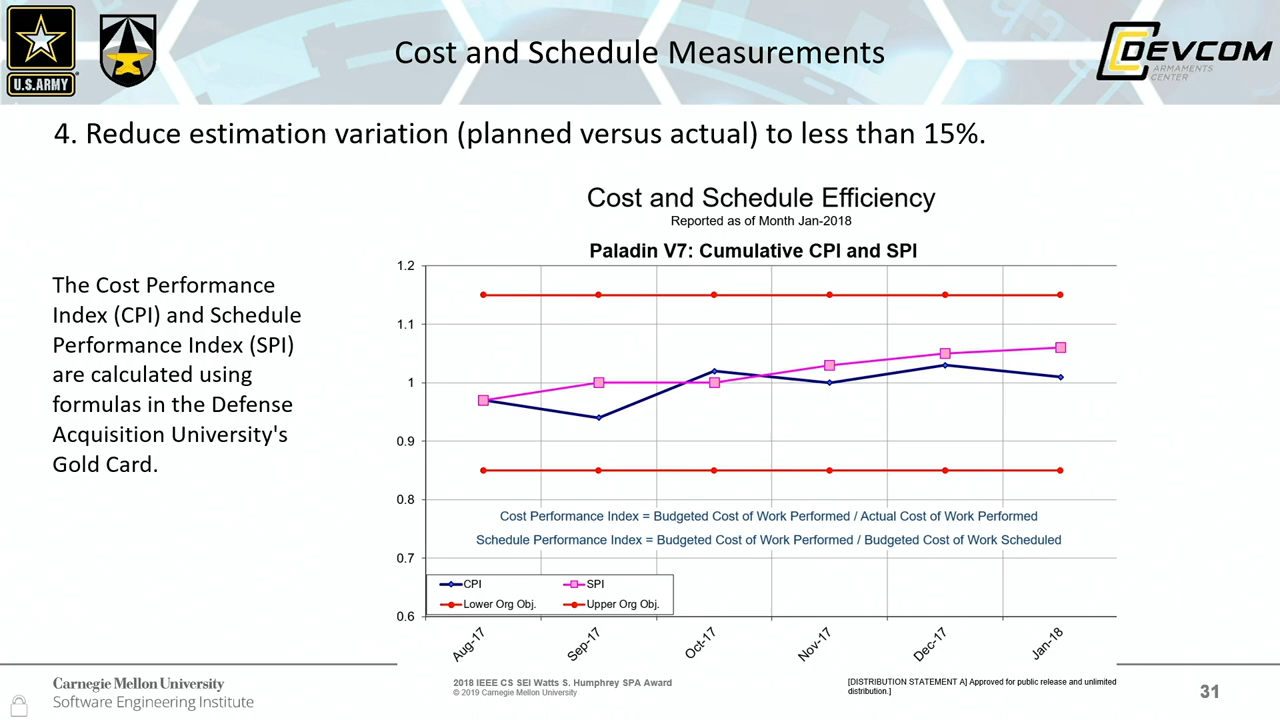 U.S.ARMY
Cost and Schedule Measurements
DEVCOM
ARMAMENTS
CENTER
4. Reduce estimation variation (planned versus actual) to less than 15%.
Cost and Schedule Efficiency
Reported as of Month Jan-2018
Paladin V7: Cumulative CPI and SPI
The Cost Performance
Index (CPI) and Schedule
Performance Index (SPI)
are calculated using
formulas in the Defense
Acquisition University's
Gold Card.
1.2
1.1
1
0.9
0.8
0.7
0.6
Cost Performance Index = Budgeted Cost of Work Performed / Actual Cost of Work Performed
Schedule Performance Index = Budgeted Cost of Work Performed / Budgeted Cost of Work Scheduled
CPI SPI
Lower Org Obj. Upper Org Obj.
Aug-17 Sep-17 Oct-17 Nov-17 Dec-17 Jan-18
Carnegie Mellon University
Software Engineering Institute
2018 IEEE CS SEI Watts S. Humphrey SPA Award
© 2019 Carnegie Mellon University
[DISTRIBUTION STATEMENT A] Approved for public release and unlimited
distribution.]
31